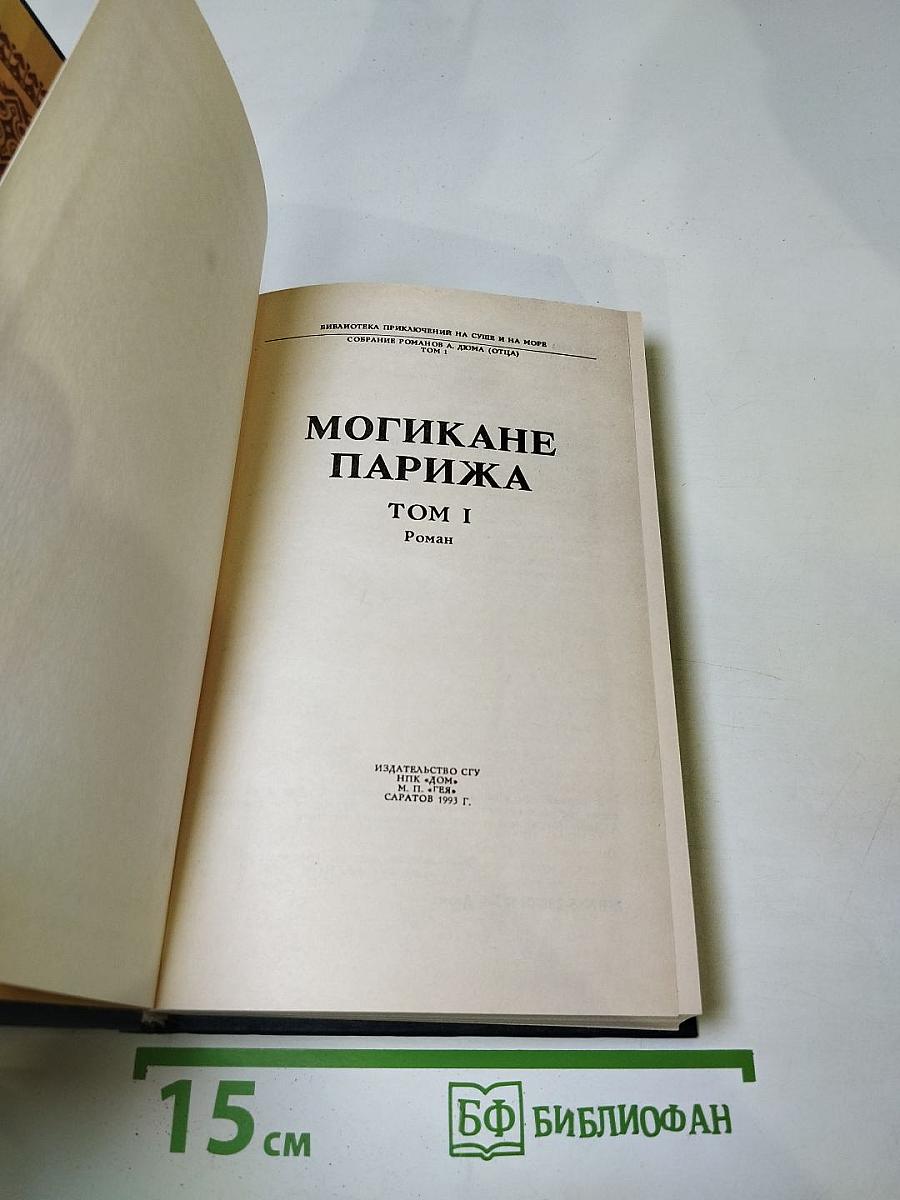 БИБЛИОТЕКА ПРИКЛЮЧЕНИЙ НА СУШЕ И НА МОРЕ
СОБРАНИЕ РОМАНОВ А. ДЮМА (ОТЦА)
ТОМ 1
МОГИКАНЕ
ПАРИЖА
ТОМ I
Роман
ИЗДАТЕЛЬСТВО СГУ
НПК «ДОМ»
М. П. «ГЕЯ»
САРАТОВ 1993 Г.
15 см
БФ БИБЛИОФАН